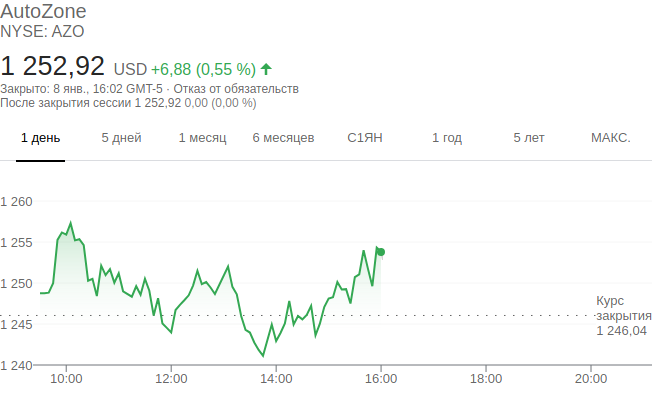 AutoZone
NYSE: AZO
1 252,92 USD +6,88 (0,55 %)
Закрыто: 8 янв., 16:02 GMT-5 · Отказ от обязательств
После закрытия сессии 1 252,92 0,00 (0,00 %)
1 день 5 дней 1 месяц 6 месяцев С1ЯН 1 год 5 лет МАКС.
1 260
1 255
1 250
1 245
1 240
Курс
закрытия
1 246,04
10:00 12:00 14:00 16:00 18:00 20:00